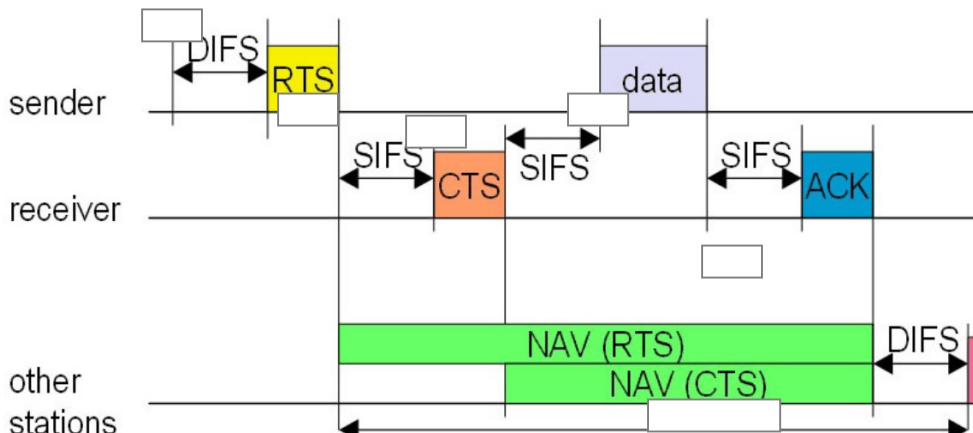 DIFS
RTS
data
sender
SIFS
CTS
SIFS
SIFS
ACK
receiver
NAV (RTS)
DIFS
NAV (CTS)
other
stations